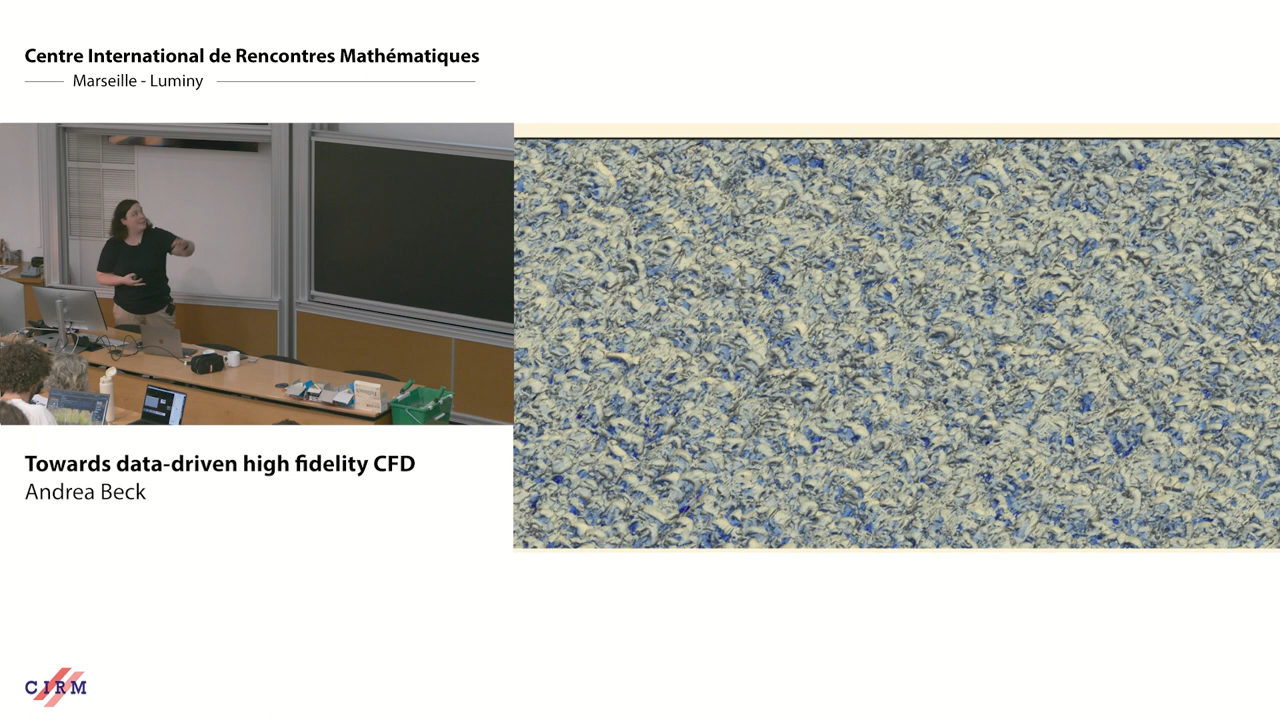 Centre International de Rencontres Mathématiques
Marseille - Luminy
Towards data-driven high fidelity CFD
Andrea Beck
CIRM